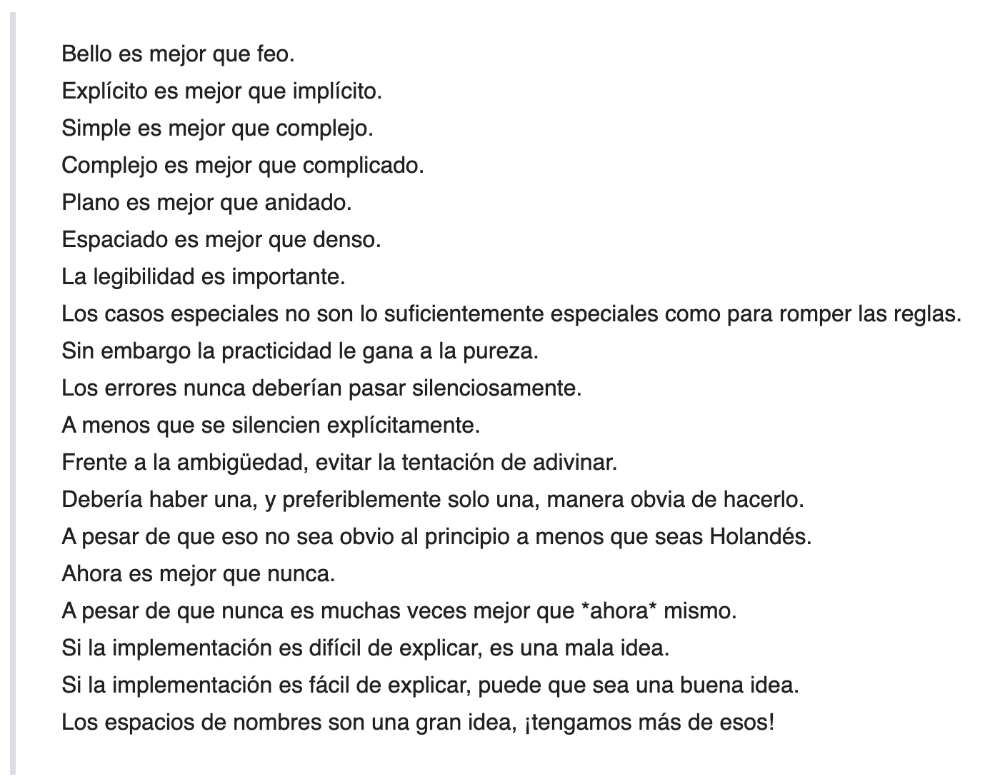 Bello es mejor que feo.
Explícito es mejor que implícito.
Simple es mejor que complejo.
Complejo es mejor que complicado.
Plano es mejor que anidado.
Espaciado es mejor que denso.
La legibilidad es importante.
Los casos especiales no son lo suficientemente especiales como para romper las reglas.
Sin embargo la practicidad le gana a la pureza.
Los errores nunca deberían pasar silenciosamente.
A menos que se silencien explícitamente.
Frente a la ambigüedad, evitar la tentación de adivinar.
Debería haber una, y preferiblemente solo una, manera obvia de hacerlo.
A pesar de que eso no sea obvio al principio a menos que seas Holandés.
Ahora es mejor que nunca.
A pesar de que nunca es muchas veces mejor que *ahora* mismo.
Si la implementación es difícil de explicar, es una mala idea.
Si la implementación es fácil de explicar, puede que sea una buena idea.
Los espacios de nombres son una gran idea, ¡tengamos más de esos!